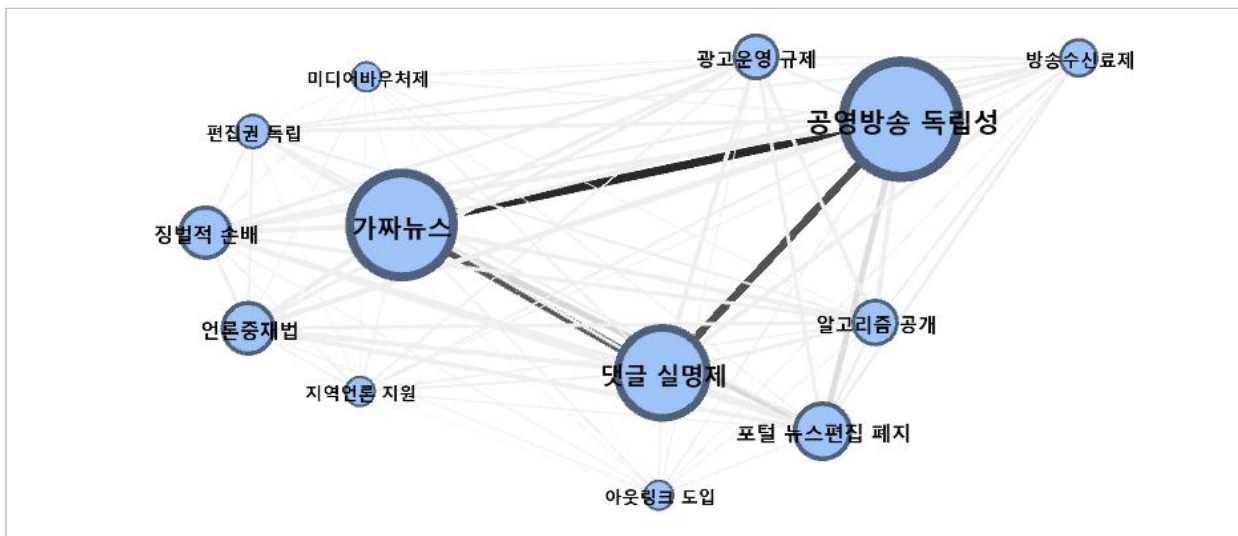 광고운영 규제
방송수신료제
미디어바우처제
공영방송 독립성
편집권 독립
가짜뉴스
징벌적 손배
알고리즘 공개
언론중재법
댓글 실명제
지역언론 지원
포털 뉴스편집 폐지
아웃링크 도입